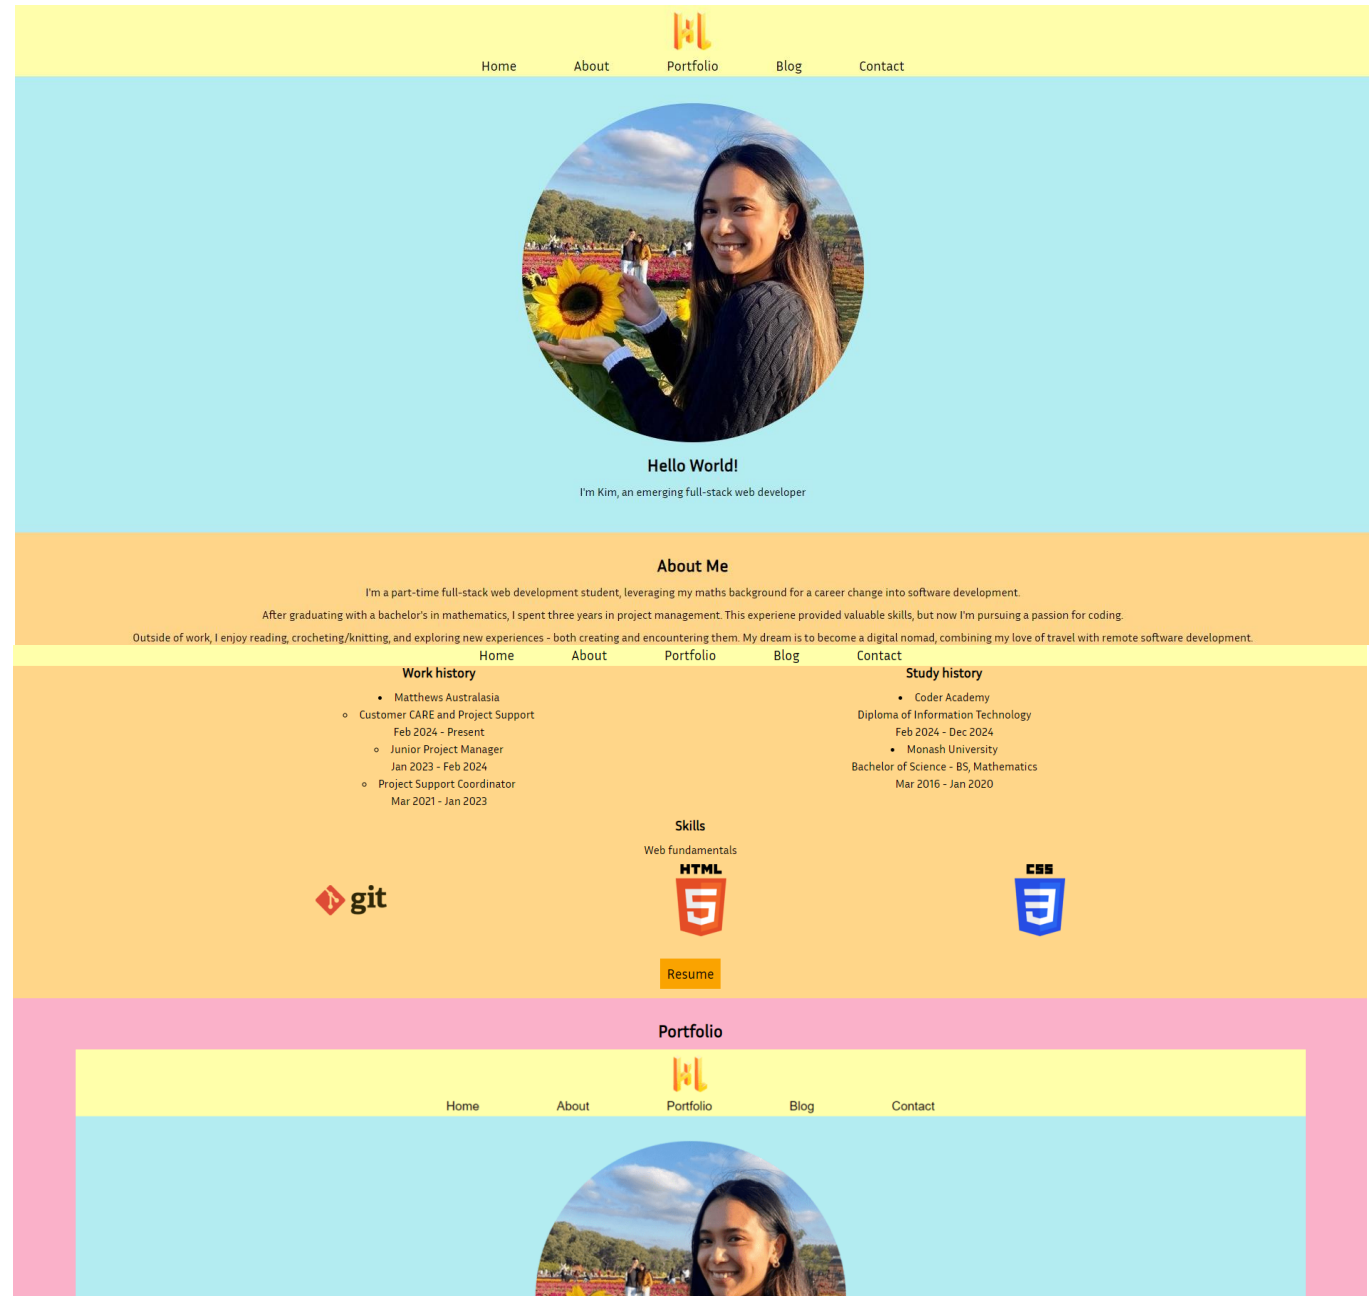 HL
Home About Portfolio Blog Contact
Hello World!
I'm Kim, an emerging full-stack web developer
About Me
I'm a part-time full-stack web development student, leveraging my maths background for a career change into software development.
After graduating with a bachelor's in mathematics, I spent three years in project management. This experiene provided valuable skills, but now I'm pursuing a passion for coding.
Outside of work, I enjoy reading, crocheting/knitting, and exploring new experiences - both creating and encountering them. My dream is to become a digital nomad, combining my love of travel with remote software development.
Home About Portfolio Blog Contact
Work history
Matthews Australasia
Customer CARE and Project Support
Feb 2024 - Present
Junior Project Manager
Jan 2023 - Feb 2024
Project Support Coordinator
Mar 2021 - Jan 2023
Study history
Coder Academy
Diploma of Information Technology
Feb 2024 - Dec 2024
Monash University
Bachelor of Science - BS, Mathematics
Mar 2016 - Jan 2020
Skills
Web fundamentals
git
HTML
5
CSS
3
Resume
Portfolio
HL
Home About Portfolio Blog Contact